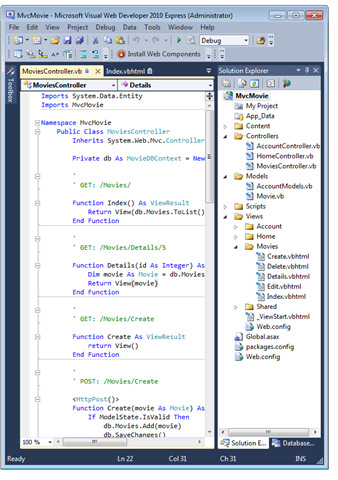 MvcMovie - Microsoft Visual Web Developer 2010 Express (Administrator)
File Edit View Project Debug Data Tools Window Help
Debug
Install Web Components
Toolbox
MoviesController.vb Index.vbhtml
MoviesController Details
Imports System.Data.Entity
Imports MvcMovie
Namespace MvcMovie
Public Class MoviesController
Inherits System.Web.Mvc.Controller
Private db As MovieDBContext = New
'
' GET: /Movies/
Function Index() As ViewResult
Return View(db.Movies.ToList()
End Function
'
' GET: /Movies/Details/5
Function Details(id As Integer) As
Dim movie As Movie = db.Movies
Return View(movie)
End Function
'
' GET: /Movies/Create
Function Create As ViewResult
return View()
End Function
'
' POST: /Movies/Create
<HttpPost()>
Function Create(movie As Movie) As
If ModelState.IsValid Then
db.Movies.Add(movie)
db.SaveChanges()
100 %
Solution Explorer
MvcMovie
My Project
App_Data
Content
Controllers
AccountController.vb
HomeController.vb
MoviesController.vb
Models
AccountModels.vb
Movie.vb
Scripts
Views
Account
Home
Movies
Create.vbhtml
Delete.vbhtml
Details.vbhtml
Edit.vbhtml
Index.vbhtml
Shared
_ViewStart.vbhtml
Web.config
Global.asax
packages.config
Web.config
Solution E... Database...
Ready Ln 22 Col 31 Ch 31 INS